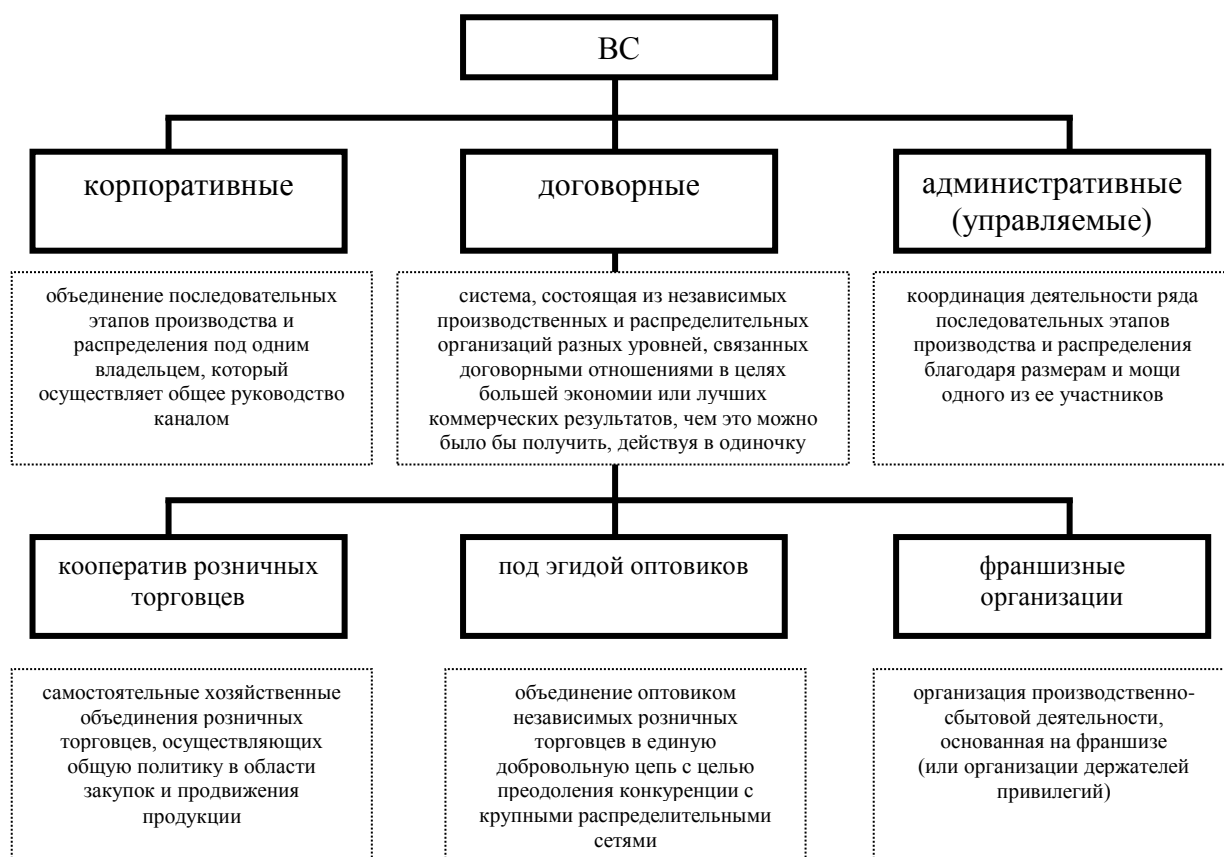 ВС
корпоративные
договорные
административные
(управляемые)
объединение последовательных
этапов производства и
распределения под одним
владельцем, который
осуществляет общее руководство
каналом
система, состоящая из независимых
производственных и распределительных
организаций разных уровней, связанных
договорными отношениями в целях
большей экономии или лучших
коммерческих результатов, чем это можно
было бы получить, действуя в одиночку
координация деятельности ряда
последовательных этапов
производства и распределения
благодаря размерам и мощи
одного из ее участников
кооператив розничных
торговцев
под эгидой оптовиков
франшизные
организации
самостоятельные хозяйственные
объединения розничных
торговцев, осуществляющих
общую политику в области
закупок и продвижения
продукции
объединение оптовиком
независимых розничных
торговцев в единую
добровольную цепь с целью
преодоления конкуренции с
крупными распределительными
сетями
организация производственно-
сбытовой деятельности,
основанная на франшизе
(или организации держателей
привилегий)